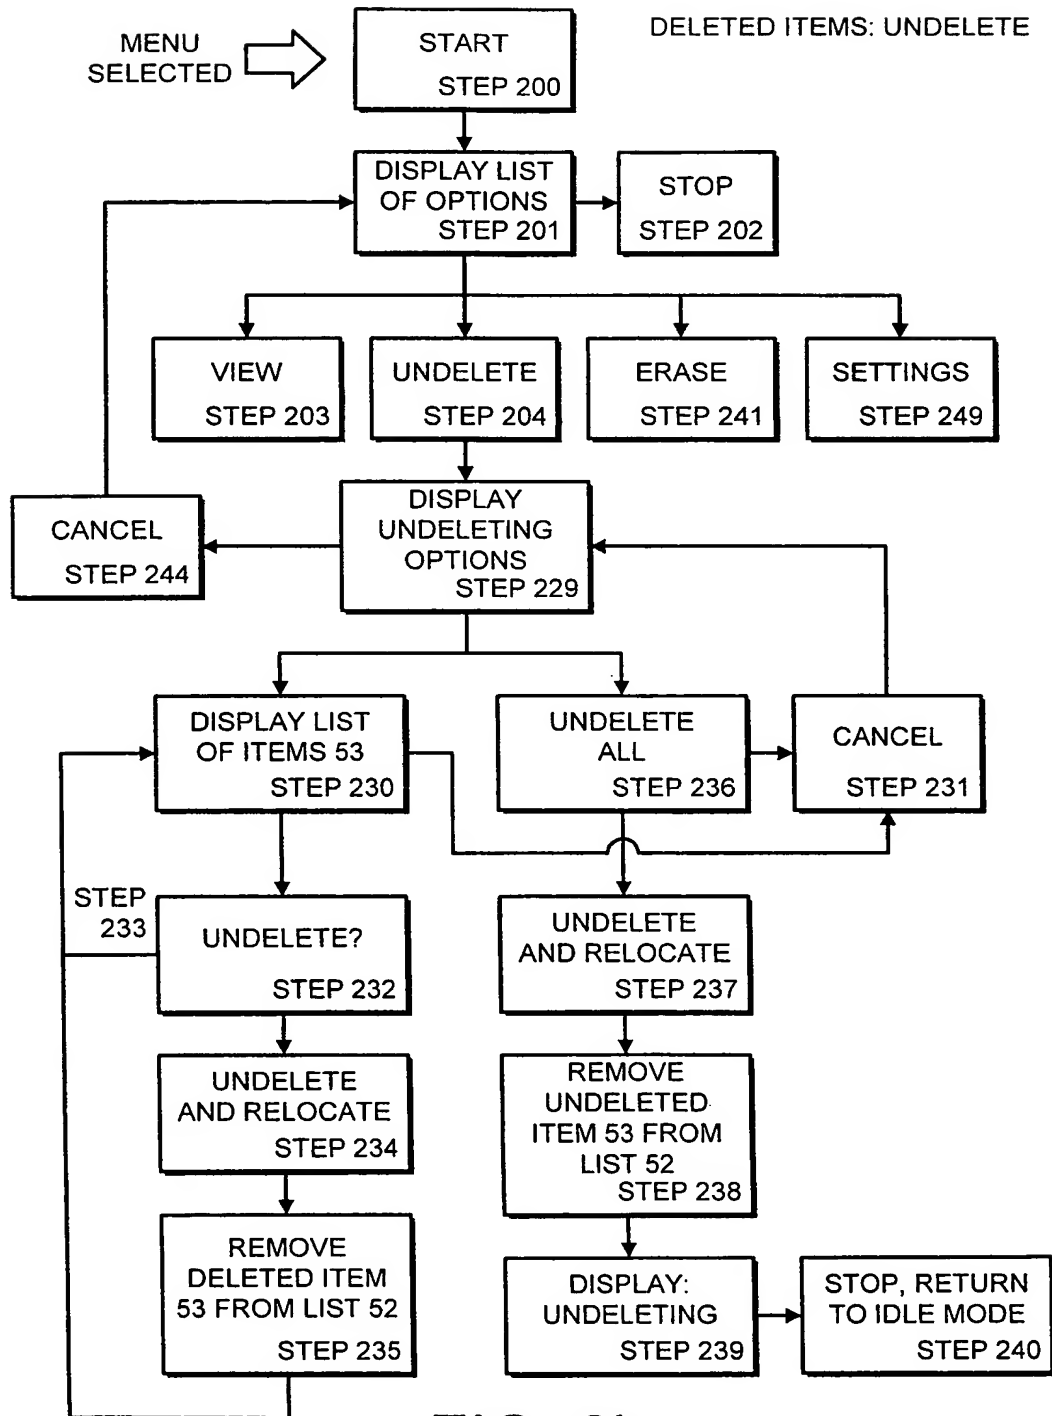 DELETED ITEMS: UNDELETE
MENU
SELECTED
START
STEP 200
DISPLAY LIST
OF OPTIONS
STEP 201
STOP
STEP 202
VIEW
STEP 203
UNDELETE
STEP 204
ERASE
STEP 241
SETTINGS
STEP 249
CANCEL
STEP 244
DISPLAY
UNDELETING
OPTIONS
STEP 229
DISPLAY LIST
OF ITEMS 53
STEP 230
UNDELETE
ALL
STEP 236
CANCEL
STEP 231
STEP
233
UNDELETE?
STEP 232
UNDELETE
AND RELOCATE
STEP 237
UNDELETE
AND RELOCATE
STEP 234
REMOVE
UNDELETED
ITEM 53 FROM
LIST 52
STEP 238
REMOVE
DELETED ITEM
53 FROM LIST 52
STEP 235
DISPLAY:
UNDELETING
STEP 239
STOP, RETURN
TO IDLE MODE
STEP 240